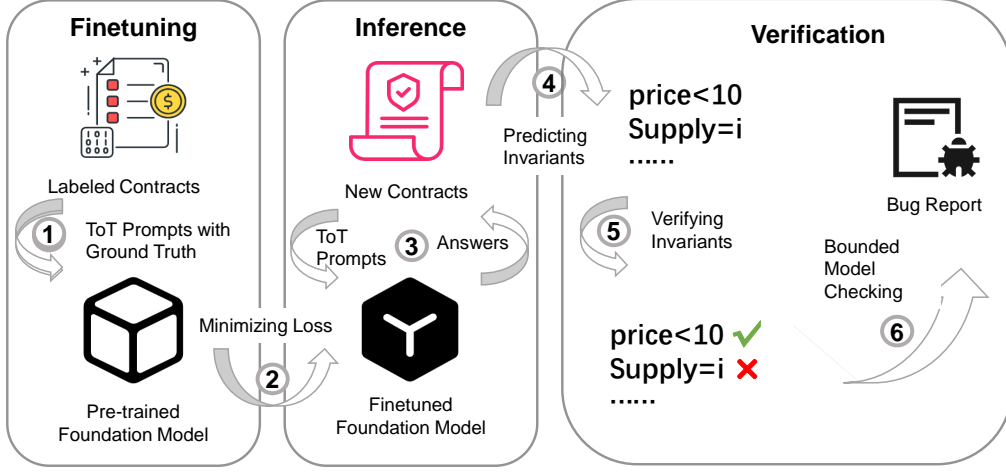 Finetuning
Labeled Contracts
1
ToT Prompts with
Ground Truth
Pre-trained
Foundation Model
Minimizing Loss
2
Inference
New Contracts
ToT
Prompts
3
Answers
Finetuned
Foundation Model
4
Predicting
Invariants
Verification
price<10
Supply=i
......
5
Verifying
Invariants
price<10
Supply=i
......
Bug Report
Bounded
Model
Checking
6
$
101
000